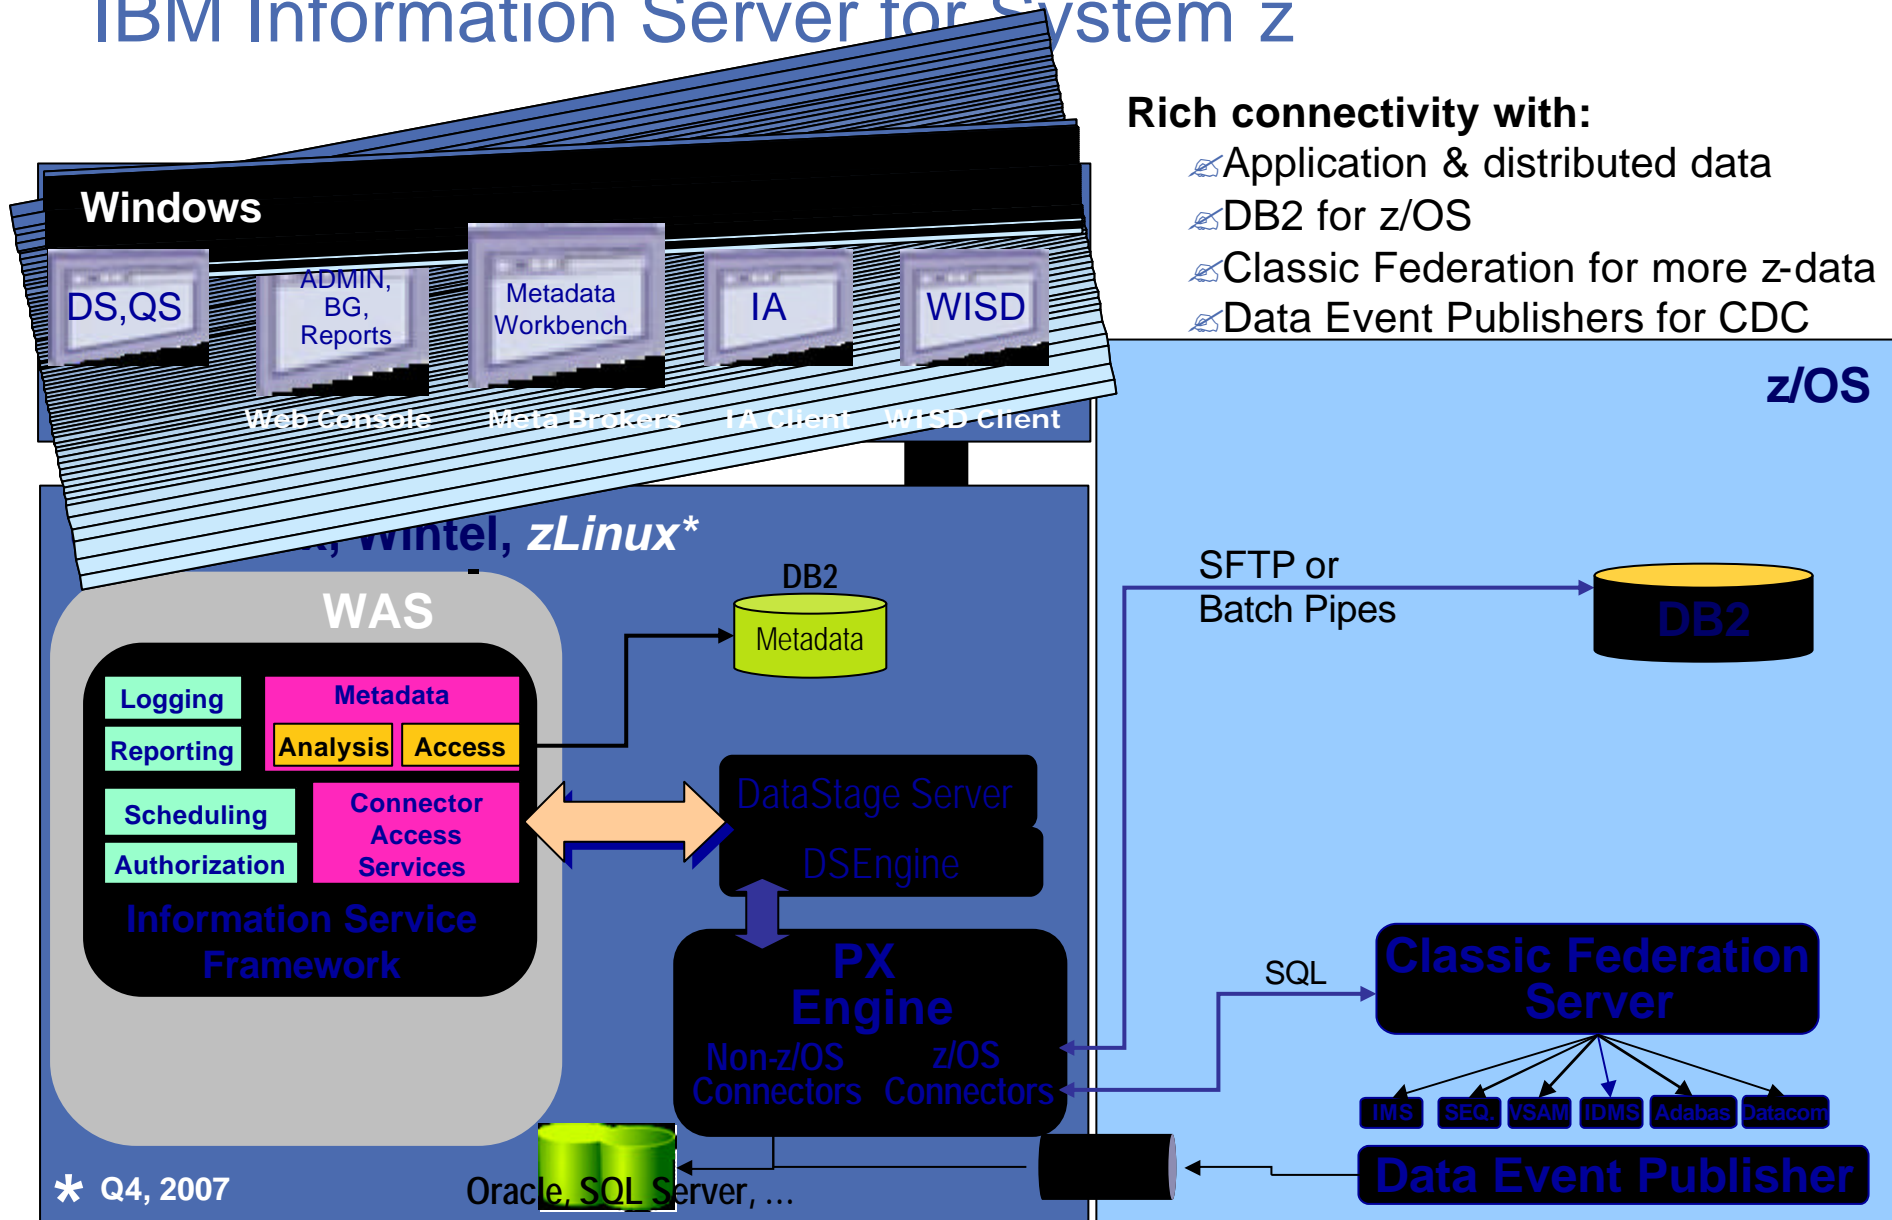 IBM Information Server for System z
Rich connectivity with:
Application & distributed data
DB2 for z/OS
Classic Federation for more z-data
Data Event Publishers for CDC
Windows
DS,QS
ADMIN,
BG,
Reports
Metadata
Workbench
IA
WISD
Web Console
Meta Brokers
IA Client
WISD Client
z/OS
Wintel, zLinux*
WAS
DB2
Metadata
Logging
Reporting
Metadata
Analysis
Access
Scheduling
Authorization
Connector
Access
Services
Information Service
Framework
DataStage Server
DSEngine
PX
Engine
Non-z/OS
Connectors
z/OS
Connectors
SFTP or
Batch Pipes
DB2
SQL
Classic Federation
Server
IMS
SEQ.
VSAM
IDMS
Adabas
Datacom
Data Event Publisher
Oracle, SQL Server, ...
* Q4, 2007